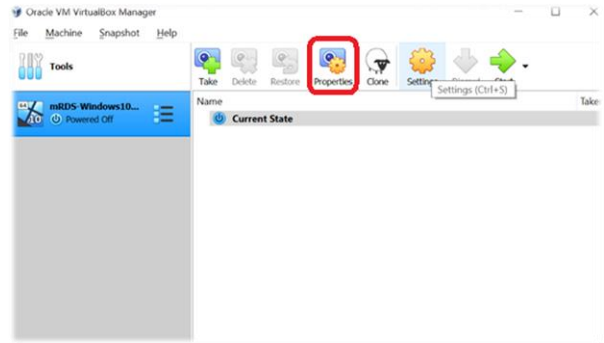 Oracle VM VirtualBox Manager
File Machine Snapshot Help
Tools
Take Delete Restore Properties Clone Settings Start
Settings (Ctrl+S)
mRDS-Windows10...
Powered Off
Name Take
Current State